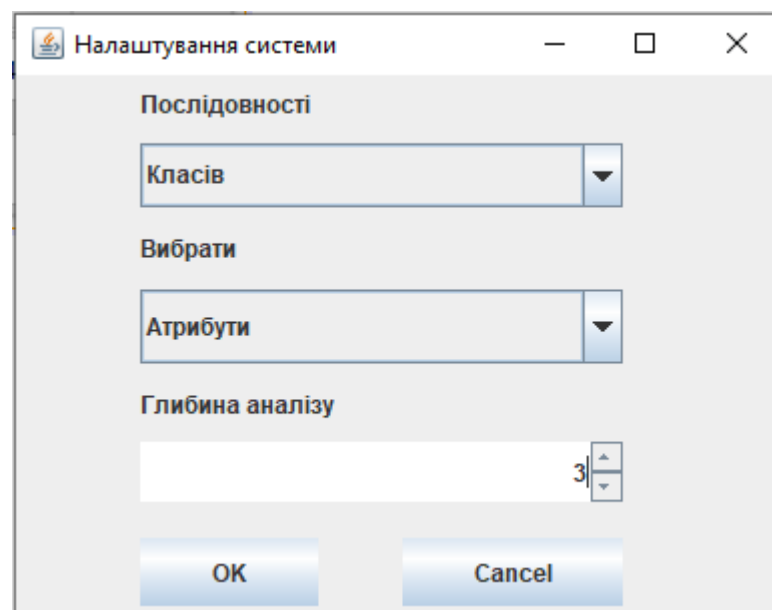 Налаштування системи
Послідовності
Класів
Вибрати
Атрибути
Глибина аналізу
3
OK Cancel